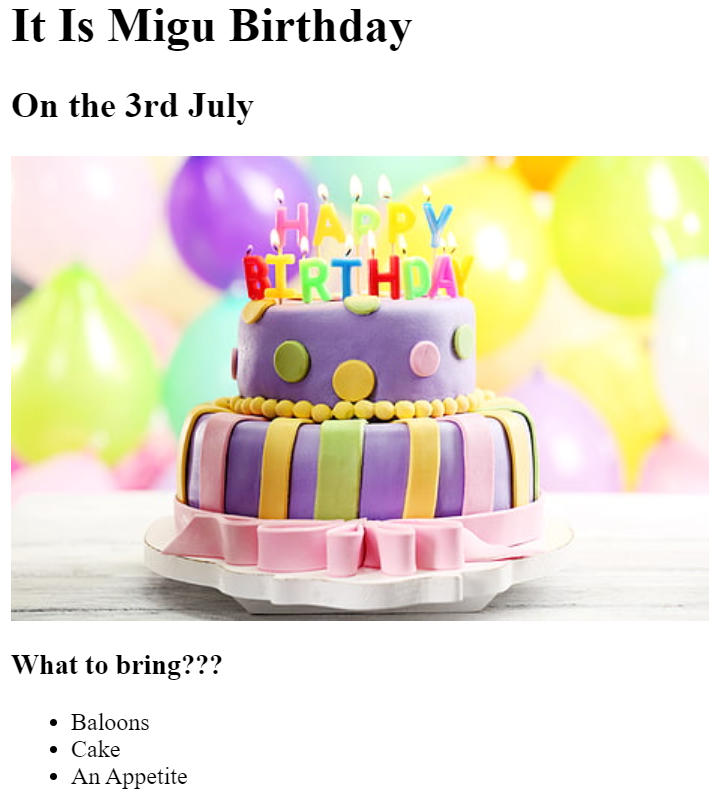 It Is Migu Birthday
On the 3rd July
HAPPY
BIRTHDAY
What to bring???
• Baloons
• Cake
• An Appetite